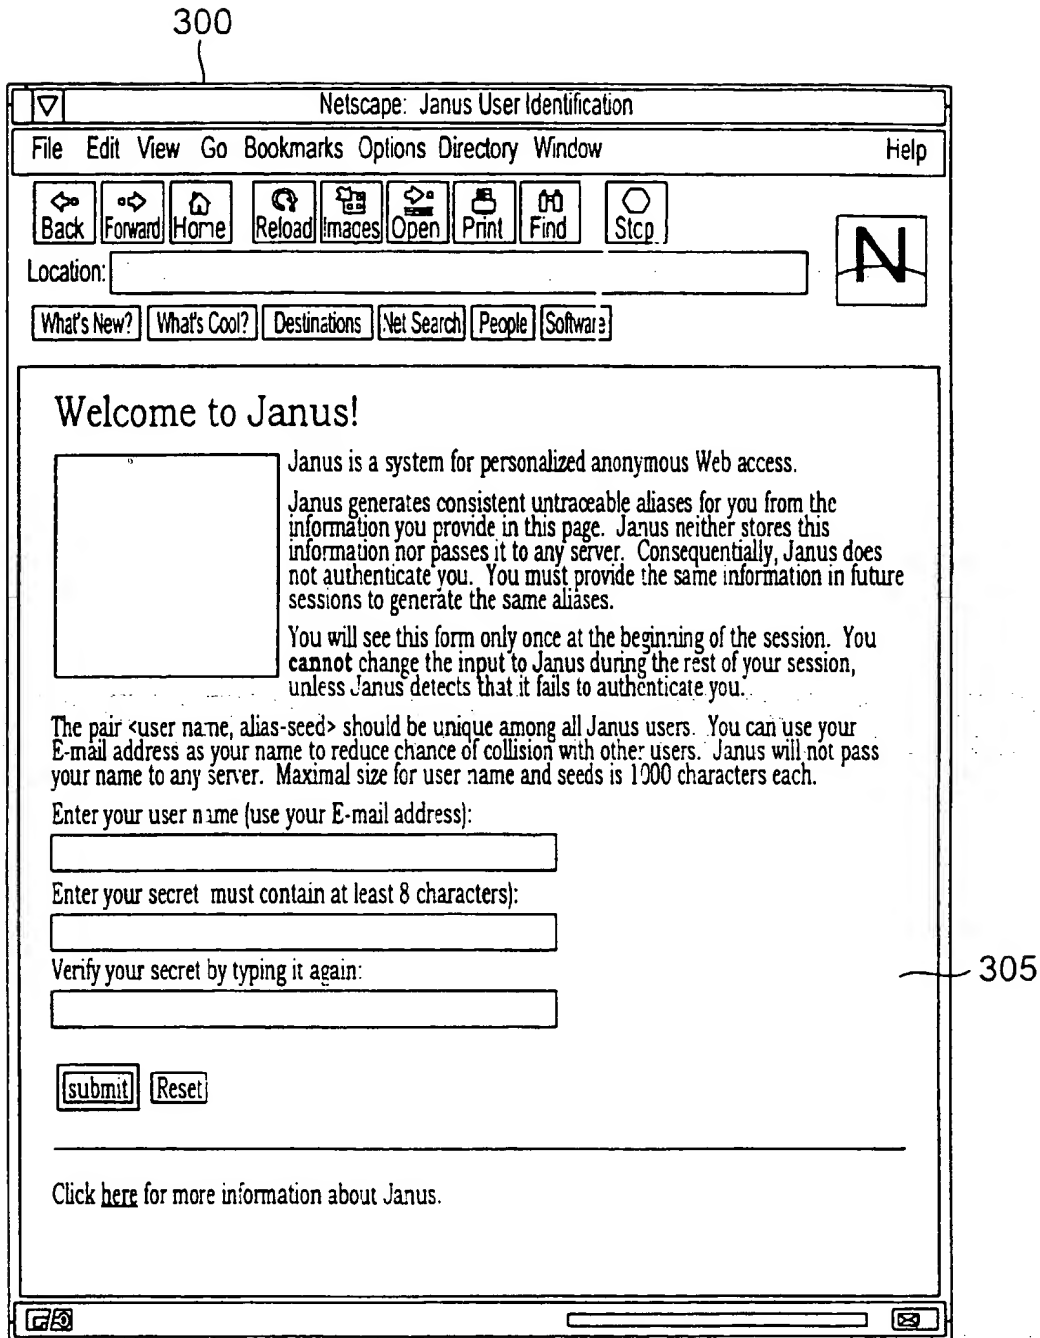 300
Netscape: Janus User Identification
File Edit View Go Bookmarks Options Directory Window Help
Back Forward Home Reload Images Open Print Find Stop
N
Location:
What's New? What's Cool? Destinations Net Search People Software
Welcome to Janus!
Janus is a system for personalized anonymous Web access.
Janus generates consistent untraceable aliases for you from the
information you provide in this page. Janus neither stores this
information nor passes it to any server. Consequentially, Janus does
not authenticate you. You must provide the same information in future
sessions to generate the same aliases.
You will see this form only once at the beginning of the session. You
cannot change the input to Janus during the rest of your session,
unless Janus detects that it fails to authenticate you.
The pair <user name, alias-seed> should be unique among all Janus users. You can use your
E-mail address as your name to reduce chance of collision with other users. Janus will not pass
your name to any server. Maximal size for user name and seeds is 1000 characters each.
Enter your user name (use your E-mail address):
Enter your secret must contain at least 8 characters):
Verify your secret by typing it again:
305
submit Reset
Click here for more information about Janus.